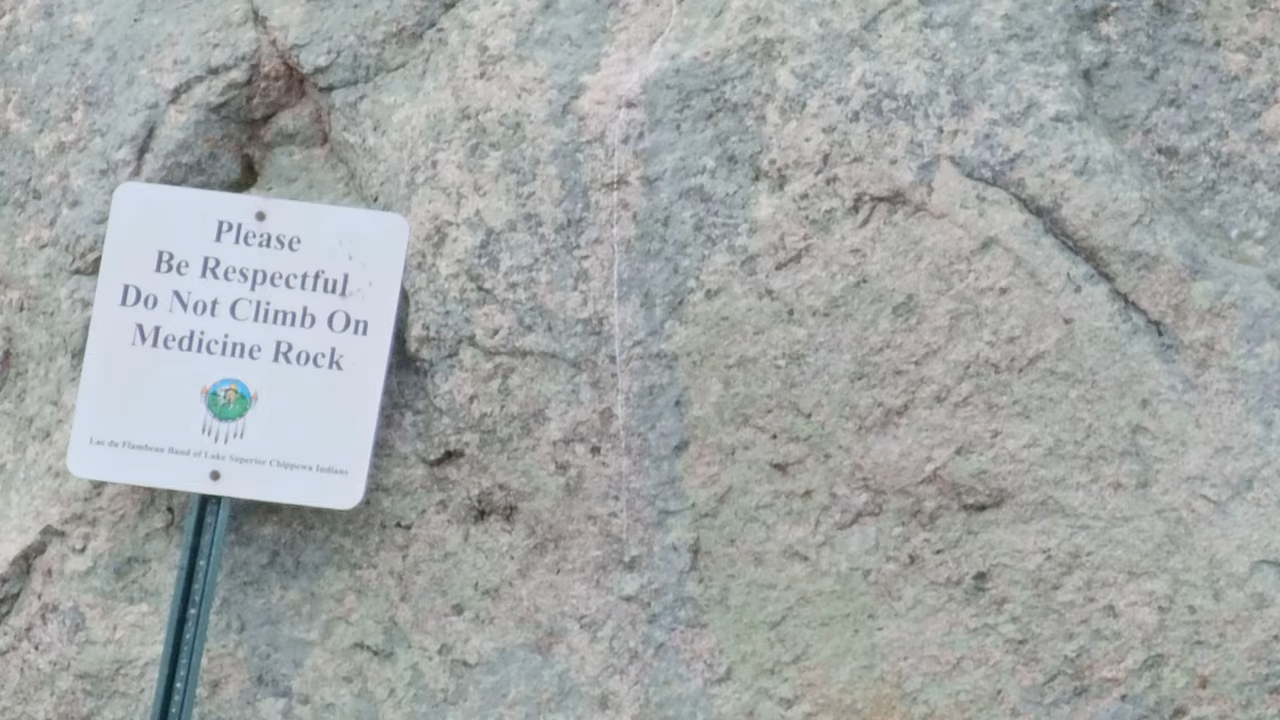 Please
Be Respectful
Do Not Climb On
Medicine Rock
Lac du Flambeau Band of Lake Superior Chippewa Indians